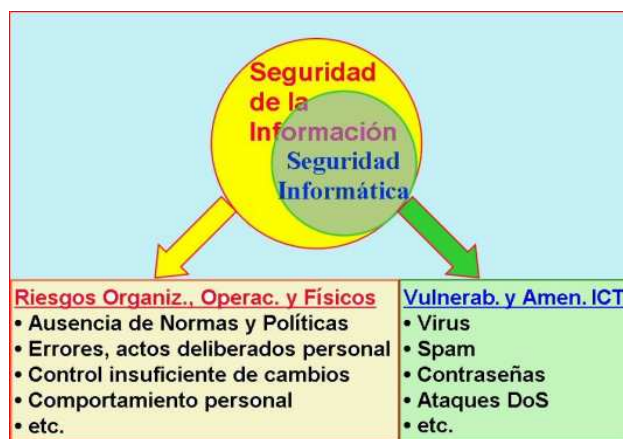 Seguridad
de la
Información
Seguridad
Informática
Riesgos Organiz., Operac. y Físicos
• Ausencia de Normas y Políticas
• Errores, actos deliberados personal
• Control insuficiente de cambios
• Comportamiento personal
• etc.
Vulnerab. y Amen. ICT
• Virus
• Spam
• Contraseñas
• Ataques DoS
• etc.